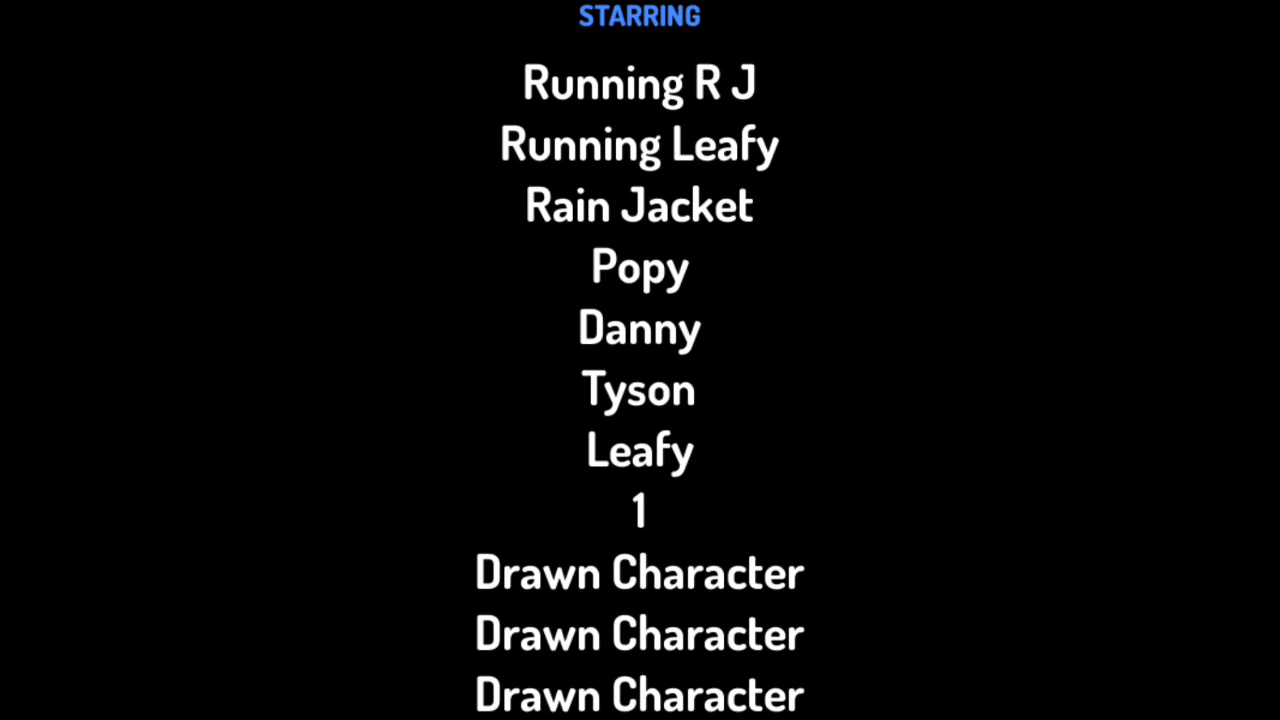 STARRING
Running R J
Running Leafy
Rain Jacket
Popy
Danny
Tyson
Leafy
1
Drawn Character
Drawn Character
Drawn Character